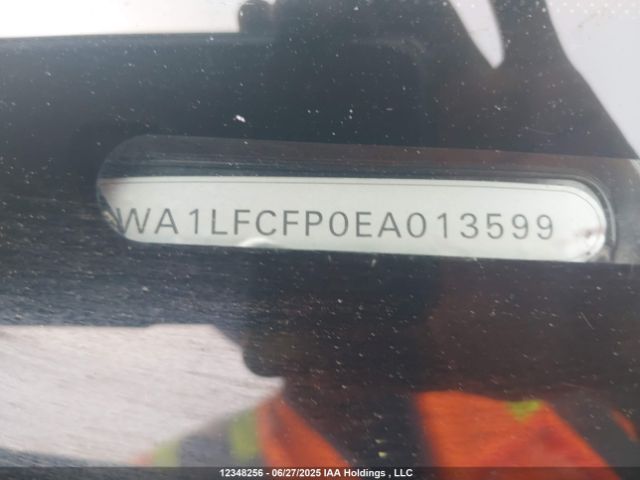 WA1LFCFP0EA013599
12348256 - 06/27/2025 IAA Holdings , LLC